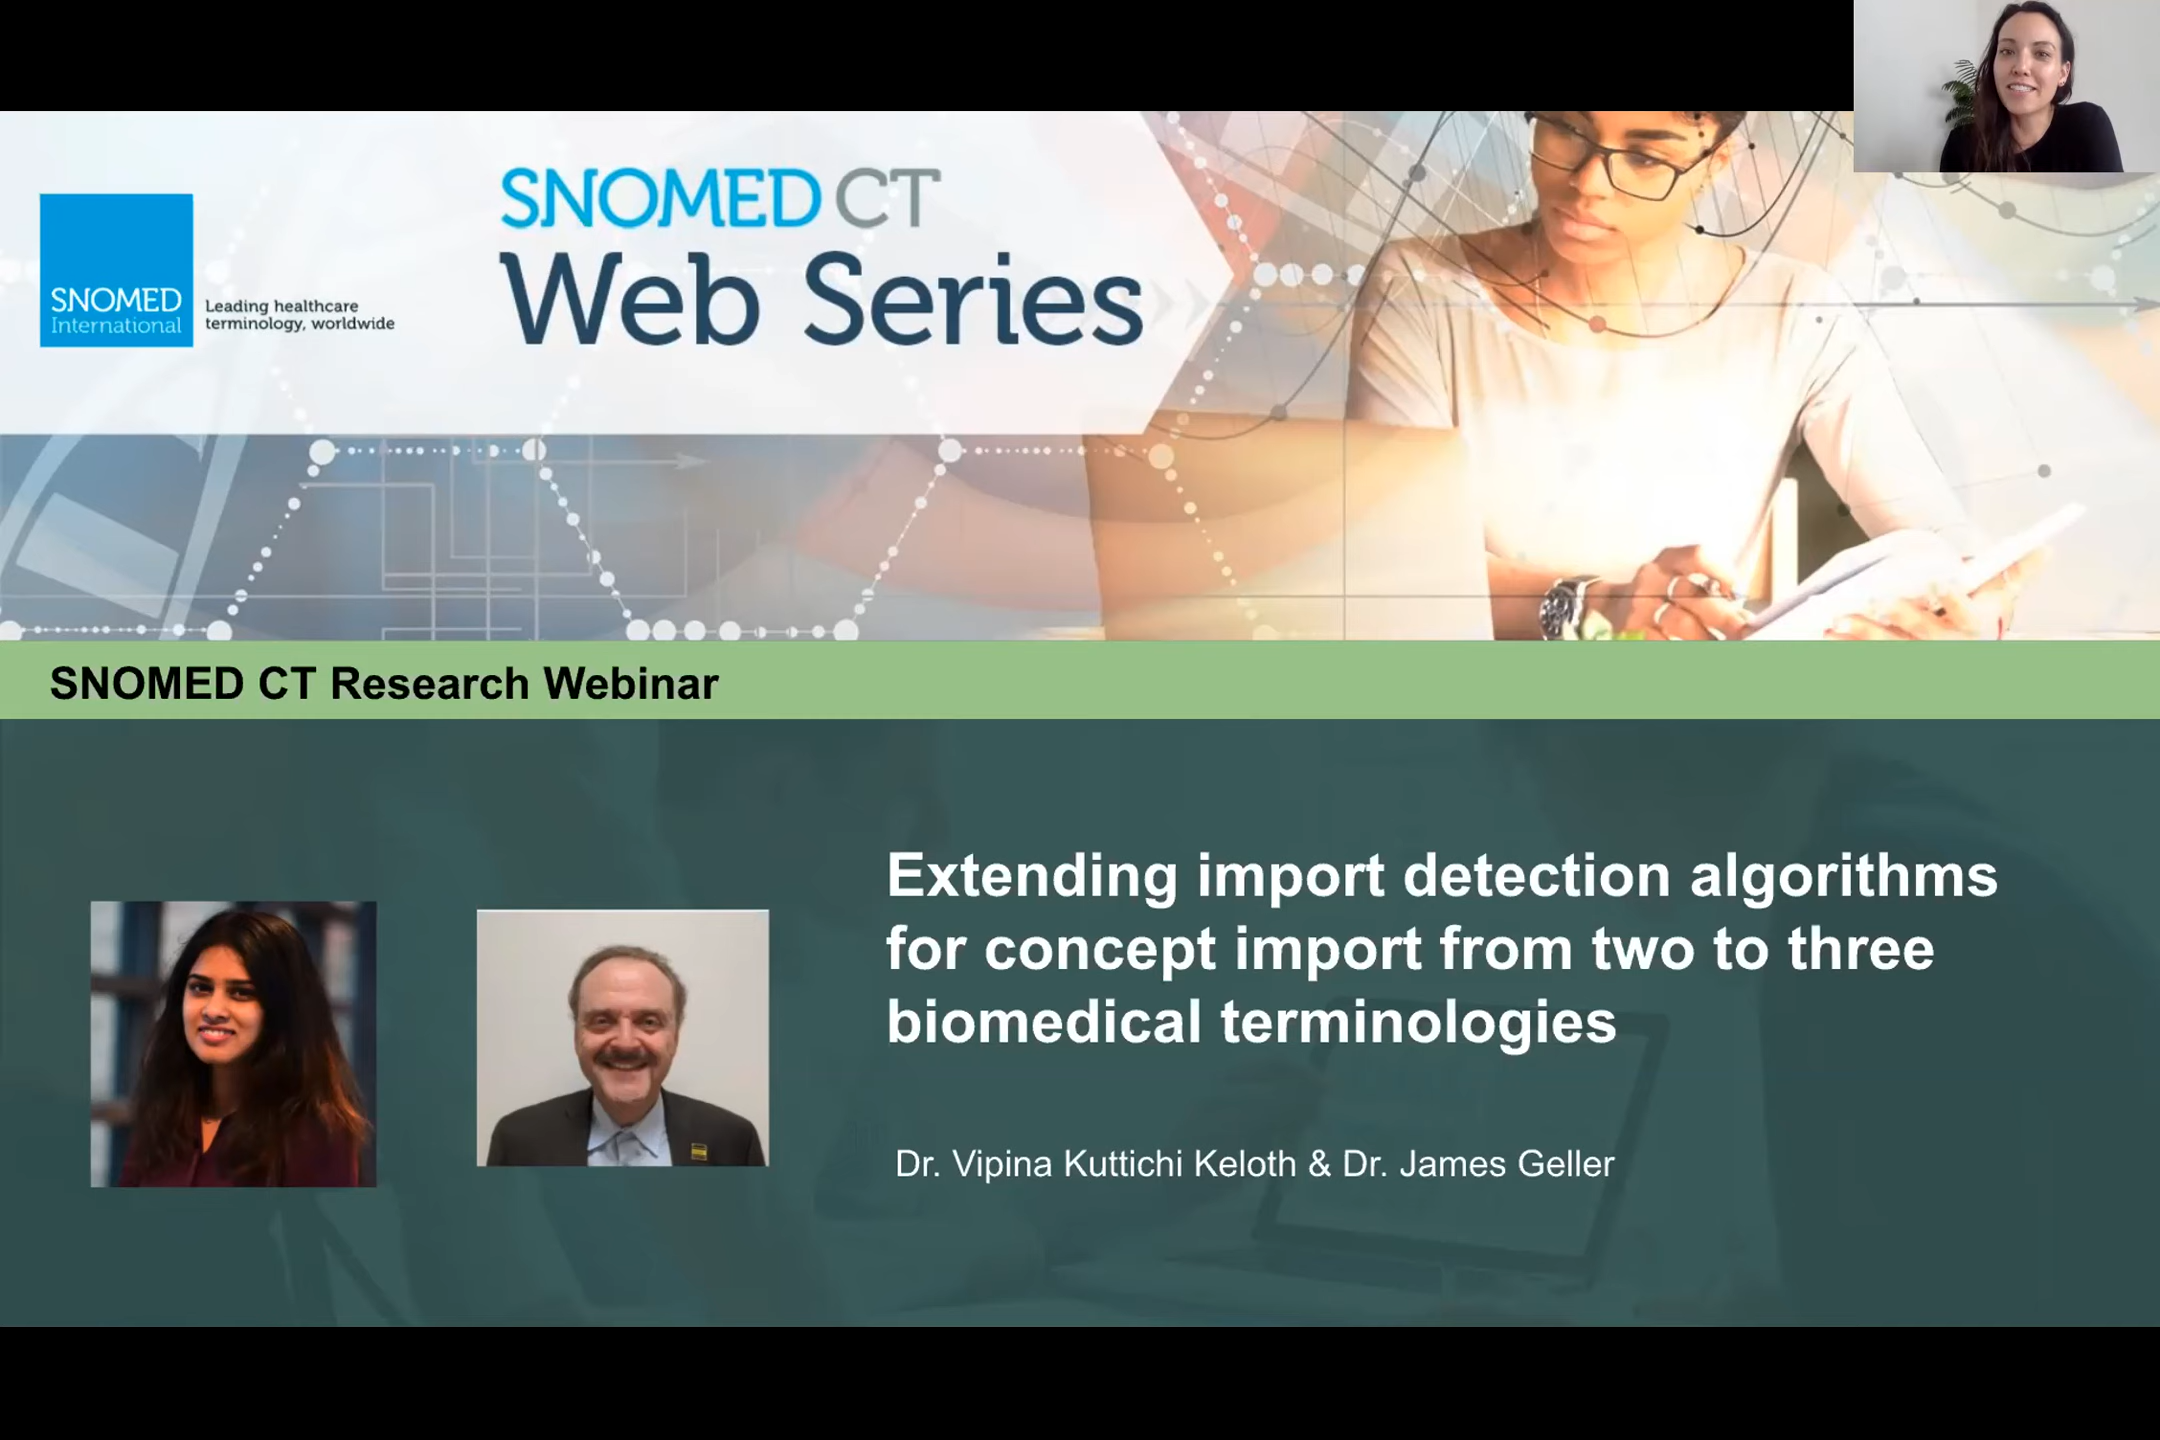 SNOMED CT
Web Series
SNOMED
International
Leading healthcare
terminology, worldwide
SNOMED CT Research Webinar
Extending import detection algorithms
for concept import from two to three
biomedical terminologies
Dr. Vipina Kuttichi Keloth & Dr. James Geller